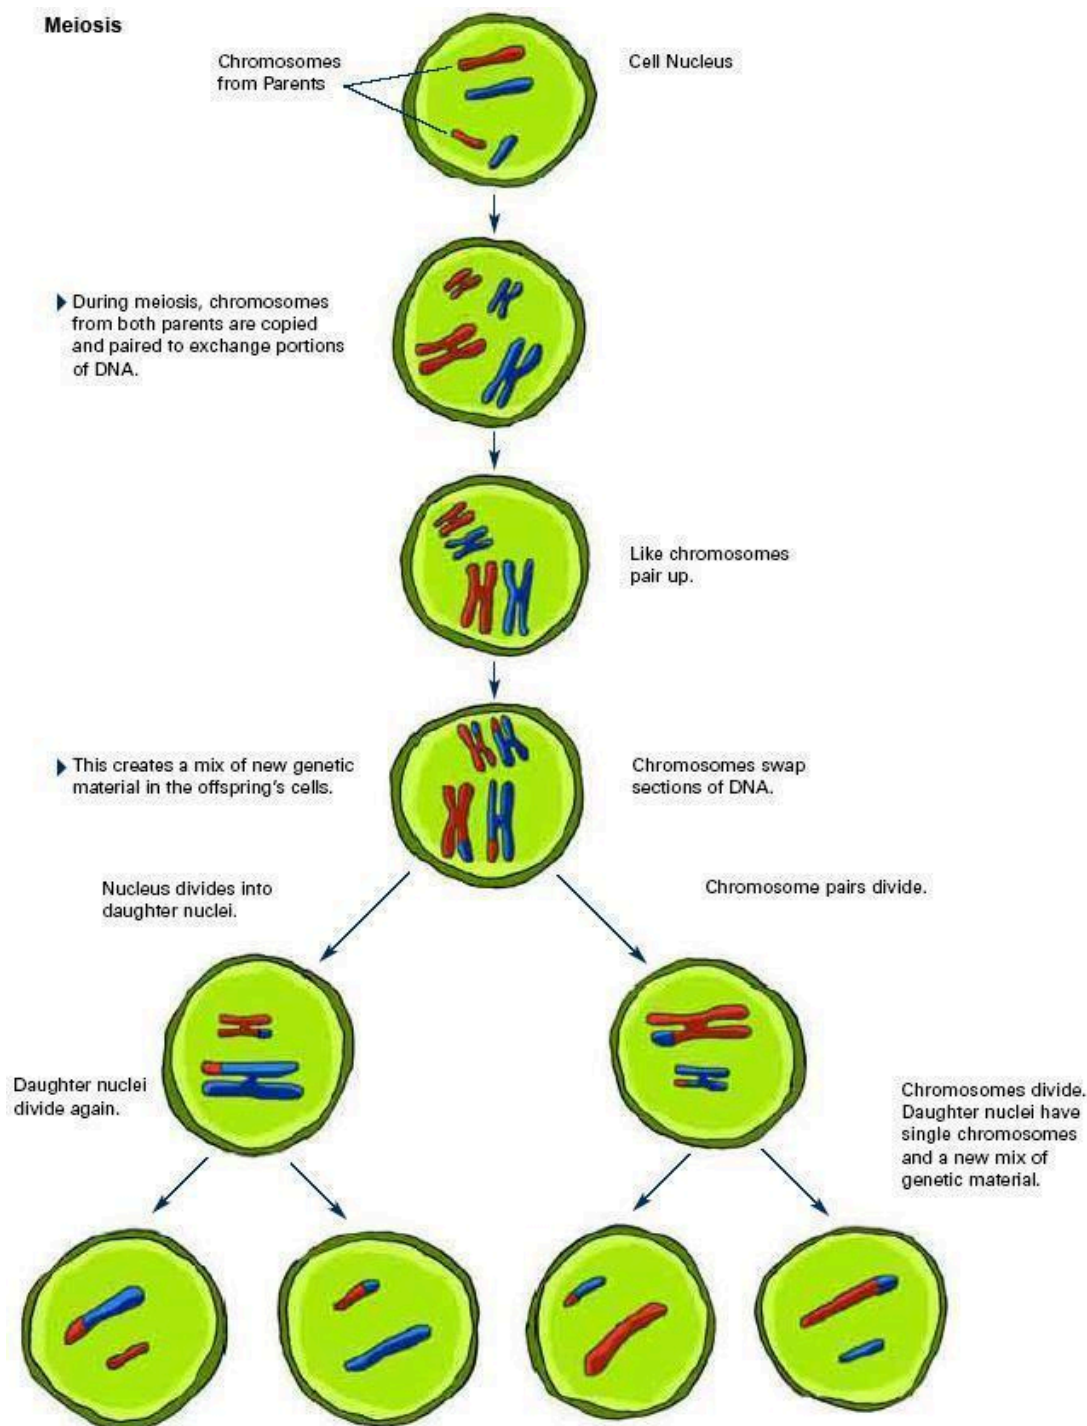 Meiosis
Chromosomes
from Parents
Cell Nucleus
During meiosis, chromosomes
from both parents are copied
and paired to exchange portions
of DNA.
Like chromosomes
pair up.
This creates a mix of new genetic
material in the offspring's cells.
Chromosomes swap
sections of DNA.
Nucleus divides into
daughter nuclei.
Chromosome pairs divide.
Daughter nuclei
divide again.
Chromosomes divide.
Daughter nuclei have
single chromosomes
and a new mix of
genetic material.